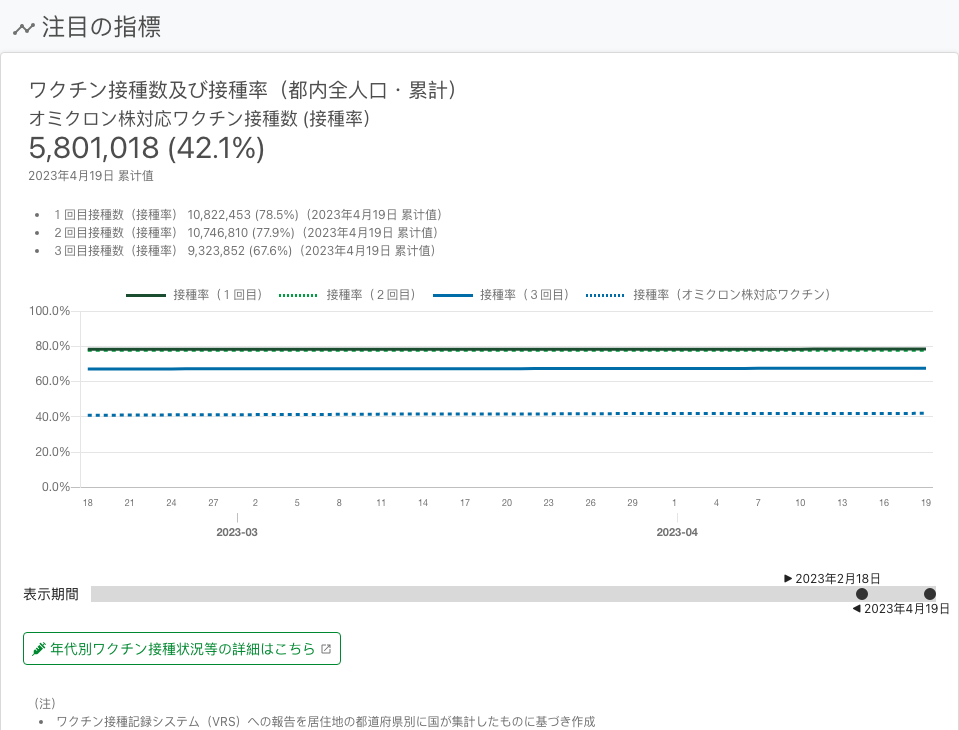 注目の指標
ワクチン接種数及び接種率（都内全人口・累計）
オミクロン株対応ワクチン接種数 (接種率）
5,801,018 (42.1%)
2023年4月19日 累计值
• １回目接種数（接種率） 10,822,453 (78.5%)（2023年4月19日 累计值）
• ２回目接種数（接種率） 10,746,810 (77.9%)（2023年4月19日 累计值）
• ３回目接種数（接種率） 9,323,852 (67.6%)（2023年4月19日 累计值）
接種率（１回目） 接種率（２回目） 接種率（３回目） 接種率（オミクロン株対応ワクチン）
100.0%
80.0%
60.0%
40.0%
20.0%
0.0%
18 21 24 27 2 5 8 11 14 17 20 23 26 29 1 4 7 10 13 16 19
2023-03 2023-04
▶ 2023年2月18日
表示期間
◀ 2023年4月19日
年代別ワクチン接種状況等の詳細はこちら
（注）
• ワクチン接種記録システム（VRS）への報告を居住地の都道府県別に国が集計したものに基づき作成